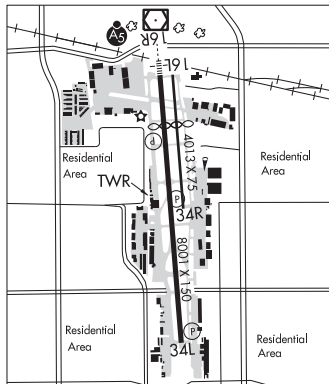 A5
16R
16L
P
4013 X 75
Residential
Area
Residential
Area
TWR
P
34R
8001 X 150
Residential
Area
Residential
Area
P
34L